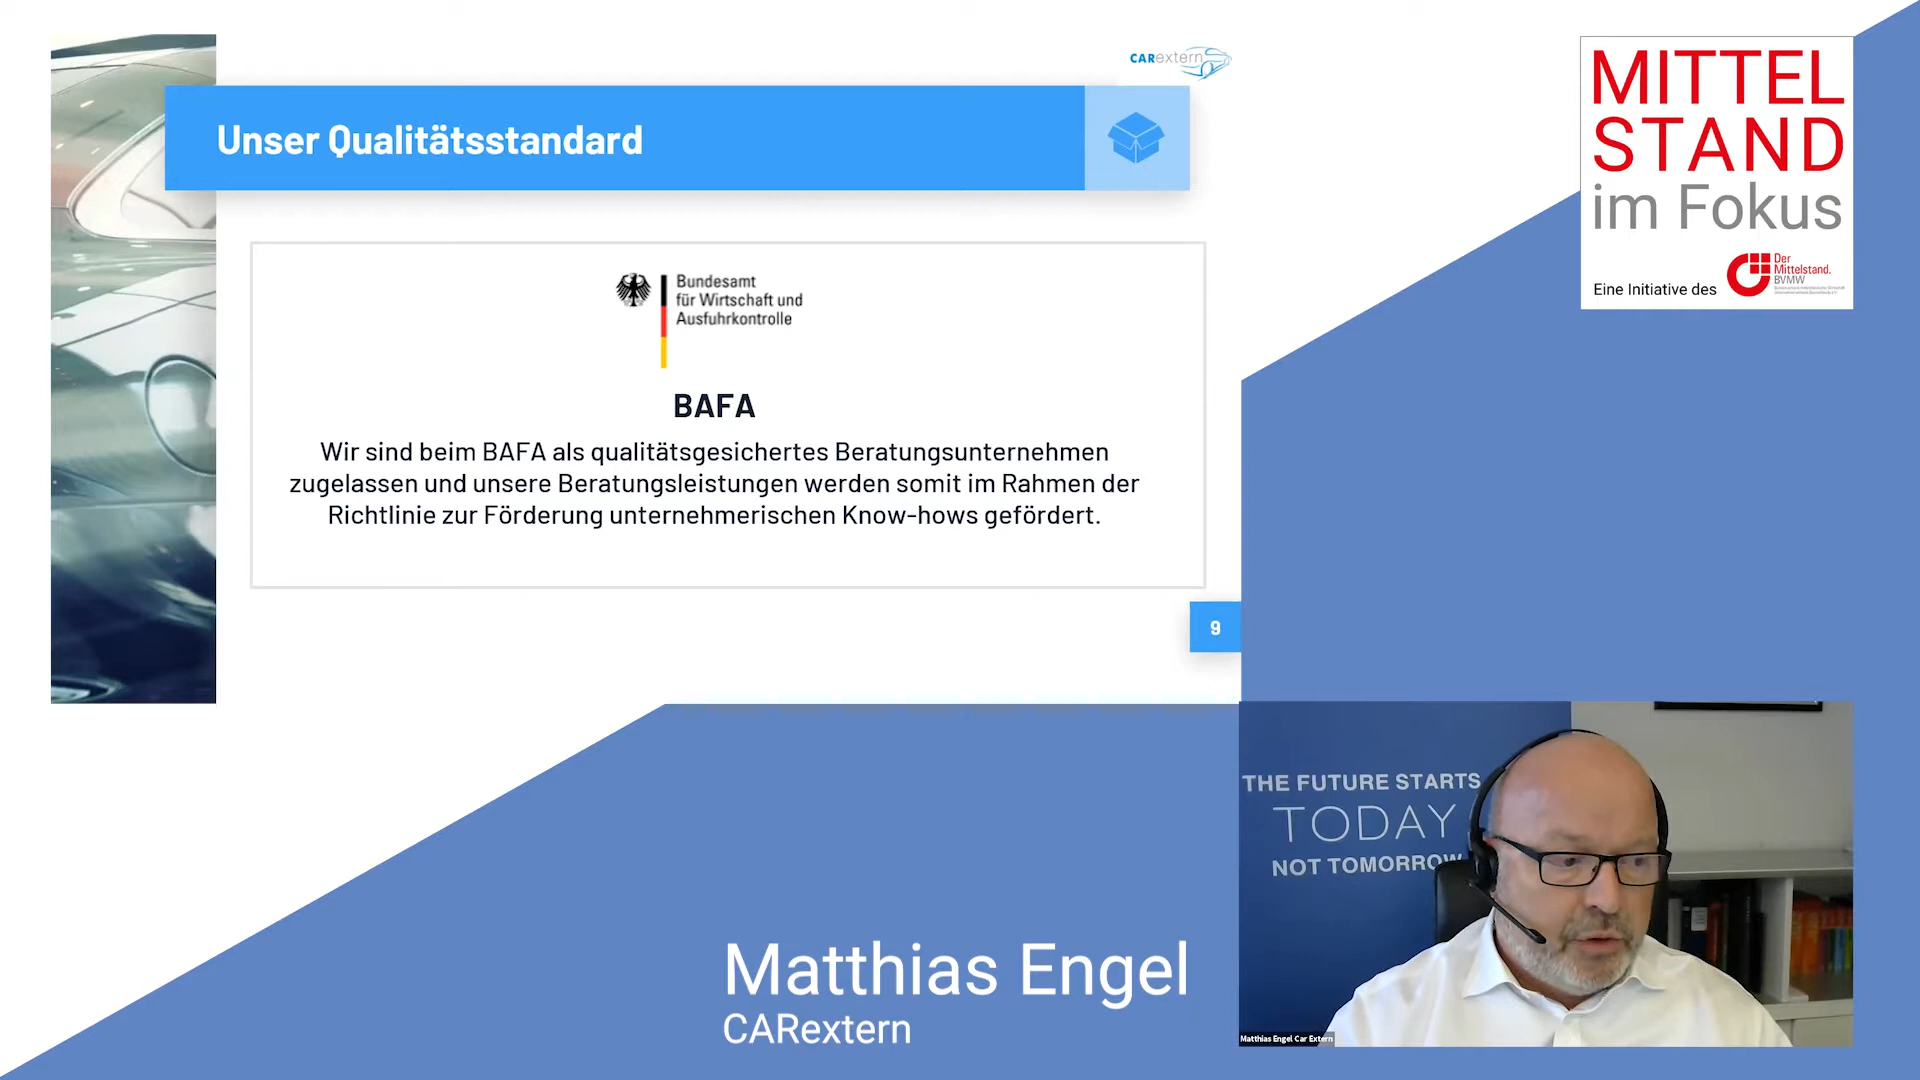 CARextern
Unser Qualitätsstandard
Bundesamt
für Wirtschaft und
Ausfuhrkontrolle
BAFA
Wir sind beim BAFA als qualitätsgesichertes Beratungsunternehmen
zugelassen und unsere Beratungsleistungen werden somit im Rahmen der
Richtlinie zur Förderung unternehmerischen Know-hows gefördert.
9
MITTEL
STAND
im Fokus
Eine Initiative des
Der
Mittelstand.
BVMW
THE FUTURE STARTS
TODAY
NOT TOMORROW
Matthias Engel Car Extern
Matthias Engel
CARextern